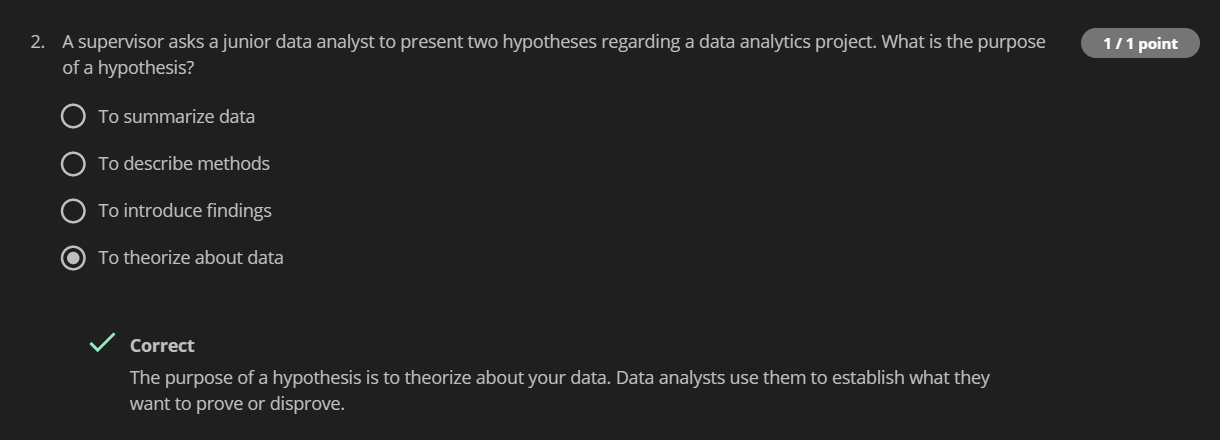 2. A supervisor asks a junior data analyst to present two hypotheses regarding a data analytics project. What is the purpose
1 / 1 point
of a hypothesis?
To summarize data
To describe methods
To introduce findings
To theorize about data
Correct
The purpose of a hypothesis is to theorize about your data. Data analysts use them to establish what they
want to prove or disprove.